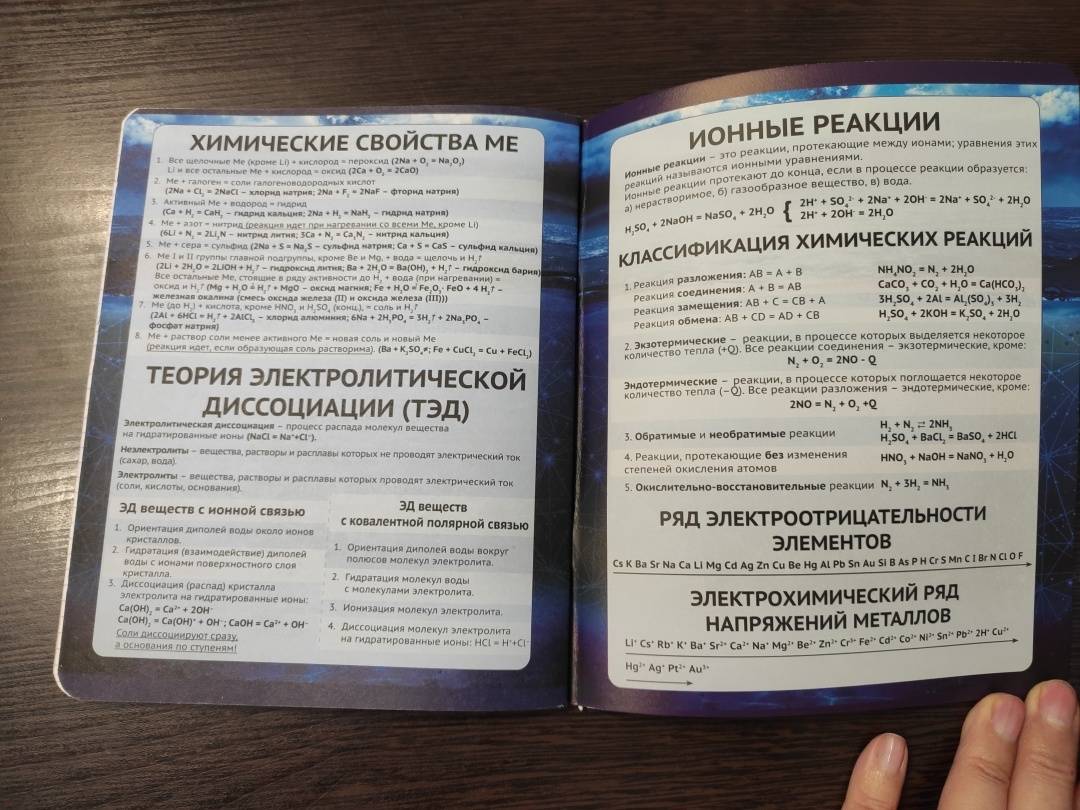 ХИМИЧЕСКИЕ СВОЙСТВА МЕ
1. Все щелочные Me (кроме Li) + кислород = пероксид (2Na + O₂ = Na₂O₂)
Li и все остальные Me + кислород = оксид (2Ca + O₂ = 2CaO)
2. Me + галоген = соли галогеноводородных кислот
(2Na + Cl₂ = 2NaCl – хлорид натрия; 2Na + F₂ = 2NaF – фторид натрия)
3. Активный Me + водород = гидрид
(Ca + H₂ = CaH₂ – гидрид кальция; 2Na + H₂ = NaH₂ – гидрид натрия)
4. Me + азот = нитрид (реакция идет при нагревании со всеми Me, кроме Li)
(6Li + N₂ = 2Li₃N – нитрид лития; 3Ca + N₂ = Ca₃N₂ – нитрид кальция)
5. Me + сера = сульфид (2Na + S = Na₂S – сульфид натрия; Ca + S = CaS – сульфид кальция)
6. Me I и II группы главной подгруппы, кроме Be и Mg, + вода = щелочь и H₂↑
(2Li + 2H₂O = 2LIOH + H₂↑ – гидроксид лития; Ba + 2H₂O = Ba(OH)₂ + H₂↑ – гидроксид бария)
Все остальные Me, стоящие в ряду активности до H₂ + вода (при нагревании) =
оксид и H₂↑ (Mg + H₂O = H₂↑ + MgO – оксид магния; Fe + H₂O = Fe₂O₃· FeO + 4 H₂↑ –
железная окалина (смесь оксида железа (II) и оксида железа (III)))
7. Me (до H₂) + кислота, кроме HNO₃ и H₂SO₄ (конц.), = соль и H₂↑
(2Al + 6HCl = H₂↑ + 2AlCl₃ – хлорид алюминия; 6Na + 2H₃PO₄ = 3H₂↑ + 2Na₃PO₄ –
фосфат натрия)
8. Me + раствор соли менее активного Me = новая соль и новый Me
(реакция идет, если образующая соль растворима). (Ba + K₂SO₄≠; Fe + CuCl₂ = Cu + FeCl₂)
ТЕОРИЯ ЭЛЕКТРОЛИТИЧЕСКОЙ
ДИССОЦИАЦИИ (ТЭД)
Электролитическая диссоциация – процесс распада молекул вещества
на гидратированные ионы (NaCl = Na⁺+Cl⁻).
Неэлектролиты – вещества, растворы и расплавы которых не проводят электрический ток
(сахар, вода).
Электролиты – вещества, растворы и расплавы которых проводят электрический ток
(соли, кислоты, основания).
ЭД веществ с ионной связью
1. Ориентация диполей воды около ионов
кристаллов.
2. Гидратация (взаимодействие) диполей
воды с ионами поверхностного слоя
кристалла.
3. Диссоциация (распад) кристалла
электролита на гидратированные ионы:
Ca(OH)₂ = Ca²⁺ + 2OH⁻
Ca(OH)₂ = Ca(OH)⁺ + OH⁻; CaOH = Ca²⁺ + OH⁻
Соли диссоциируют сразу,
а основания по ступеням!
ЭД веществ
с ковалентной полярной связью
1. Ориентация диполей воды вокруг
полюсов молекул электролита.
2. Гидратация молекул воды
с молекулами электролита.
3. Ионизация молекул электролита.
4. Диссоциация молекул электролита
на гидратированные ионы: HCl = H⁺+Cl⁻
ИОННЫЕ РЕАКЦИИ
Ионные реакции – это реакции, протекающие между ионами; уравнения этих
реакций называются ионными уравнениями.
Ионные реакции протекают до конца, если в процессе реакции образуется:
а) нерастворимое, б) газообразное вещество, в) вода.
H₂SO₄ + 2NaOH = NaSO₄ + 2H₂O { 2H⁺ + SO₄²⁻ + 2Na⁺ + 2OH⁻ = 2Na⁺ + SO₄²⁻ + 2H₂O
2H⁺ + 2OH⁻ = 2H₂O
КЛАССИФИКАЦИЯ ХИМИЧЕСКИХ РЕАКЦИЙ
1. Реакция разложения: AB = A + B NH₄NO₂ = N₂ + 2H₂O
Реакция соединения: A + B = AB CaCO₃ + CO₂ + H₂O = Ca(HCO₃)₂
Реакция замещения: AB + C = CB + A 3H₂SO₄ + 2Al = Al₂(SO₄)₃ + 3H₂
Реакция обмена: AB + CD = AD + CB H₂SO₄ + 2KOH = K₂SO₄ + 2H₂O
2. Экзотермические – реакции, в процессе которых выделяется некоторое
количество тепла (+Q). Все реакции соединения – экзотермические, кроме:
N₂ + O₂ = 2NO - Q
Эндотермические – реакции, в процессе которых поглощается некоторое
количество тепла (–Q). Все реакции разложения – эндотермические, кроме:
2NO = N₂ + O₂ +Q
3. Обратимые и необратимые реакции H₂ + N₂ ⇄ 2NH₃
H₂SO₄ + BaCl₂ = BaSO₄ + 2HCl
4. Реакции, протекающие без изменения HNO₃ + NaOH = NaNO₃ + H₂O
степеней окисления атомов
5. Окислительно-восстановительные реакции N₂ + 3H₂ = NH₃
РЯД ЭЛЕКТРООТРИЦАТЕЛЬНОСТИ
ЭЛЕМЕНТОВ
Cs K Ba Sr Na Ca Li Mg Cd Ag Zn Cu Be Hg Al Pb Sn Au Si B As P H Cr S Mn C I Br N Cl O F
ЭЛЕКТРОХИМИЧЕСКИЙ РЯД
НАПРЯЖЕНИЙ МЕТАЛЛОВ
Li⁺ Cs⁺ Rb⁺ K⁺ Ba⁺ Sr²⁺ Ca²⁺ Na⁺ Mg²⁺ Be²⁺ Zn²⁺ Cr³⁺ Fe²⁺ Cd²⁺ Co²⁺ Ni²⁺ Sn²⁺ Pb²⁺ 2H⁺ Cu²⁺
Hg²⁺ Ag⁺ Pt²⁺ Au³⁺